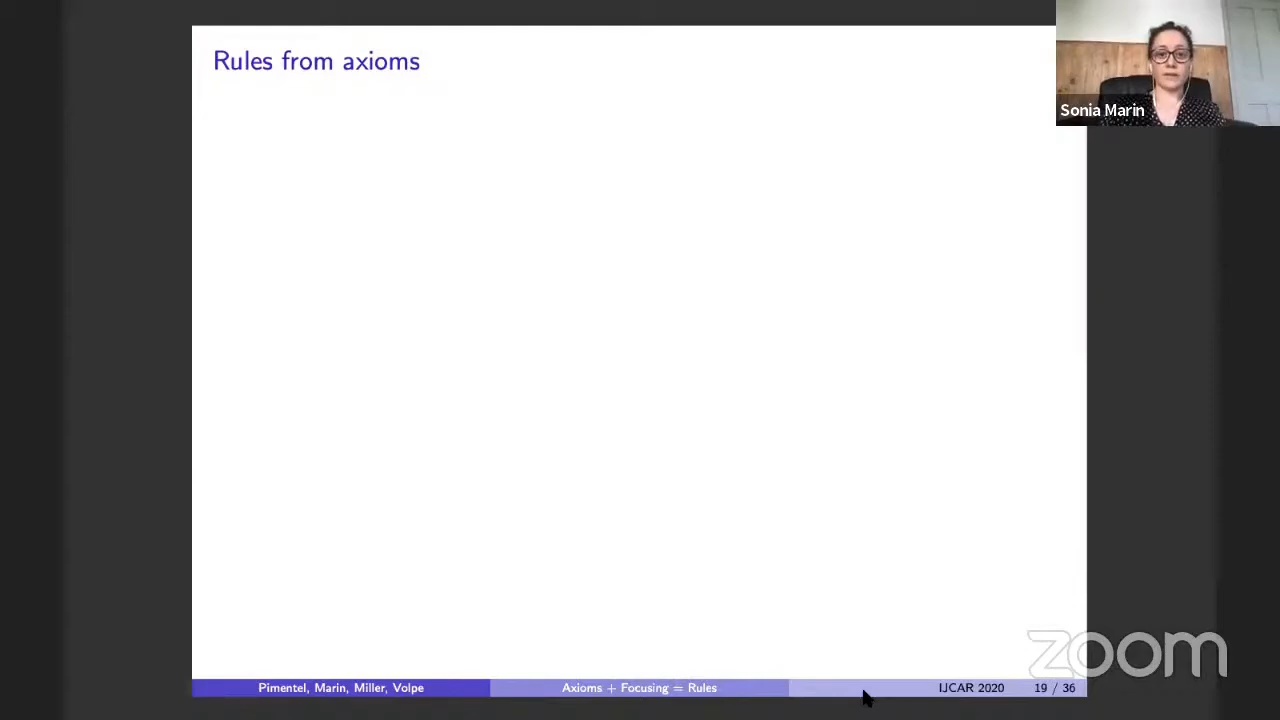 Rules from axioms
Sonia Marin
zoom
Pimentel, Marin, Miller, Volpe
Axioms + Focusing = Rules
IJCAR 2020
19 / 36